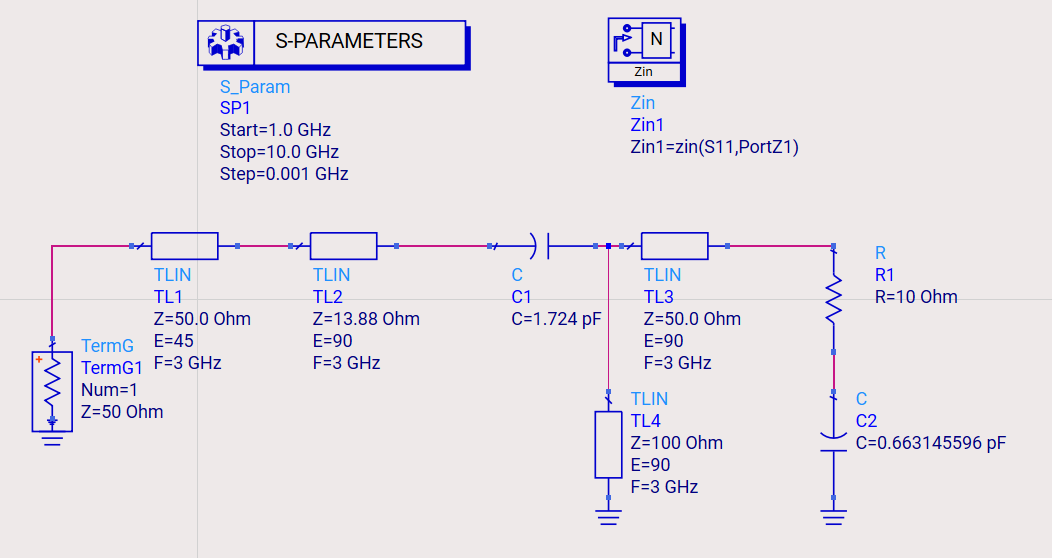 S-PARAMETERS
S_Param
SP1
Start=1.0 GHz
Stop=10.0 GHz
Step=0.001 GHz
N
Zin
Zin
Zin1
Zin1=zin(S11,PortZ1)
TLIN
TL1
Z=50.0 Ohm
E=45
F=3 GHz
TLIN
TL2
Z=13.88 Ohm
E=90
F=3 GHz
C
C1
C=1.724 pF
TLIN
TL3
Z=50.0 Ohm
E=90
F=3 GHz
R
R1
R=10 Ohm
+
TermG
TermG1
Num=1
Z=50 Ohm
TLIN
TL4
Z=100 Ohm
E=90
F=3 GHz
C
C2
C=0.663145596 pF